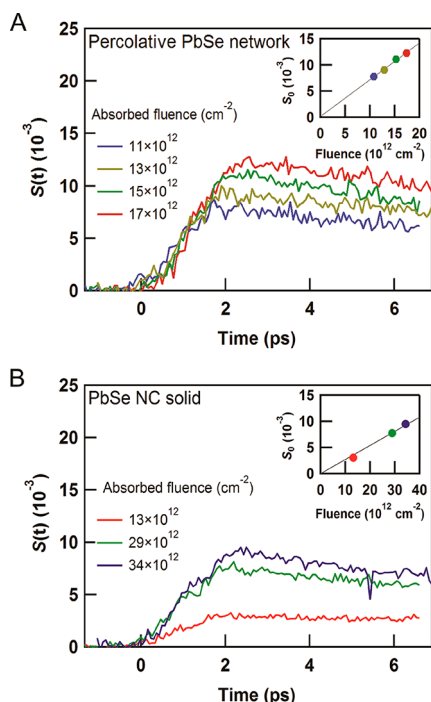 A
Percolative PbSe network
Absorbed fluence (cm⁻²)
11×10¹²
13×10¹²
15×10¹²
17×10¹²
S(t) (10⁻³)
25
20
15
10
5
0
0 2 4 6
Time (ps)
S₀ (10⁻³)
15
10
5
0
0 5 10 15 20
Fluence (10¹² cm⁻²)
B
PbSe NC solid
Absorbed fluence (cm⁻²)
13×10¹²
29×10¹²
34×10¹²
S(t) (10⁻³)
25
20
15
10
5
0
0 2 4 6
Time (ps)
S₀ (10⁻³)
15
10
5
0
0 10 20 30 40
Fluence (10¹² cm⁻²)